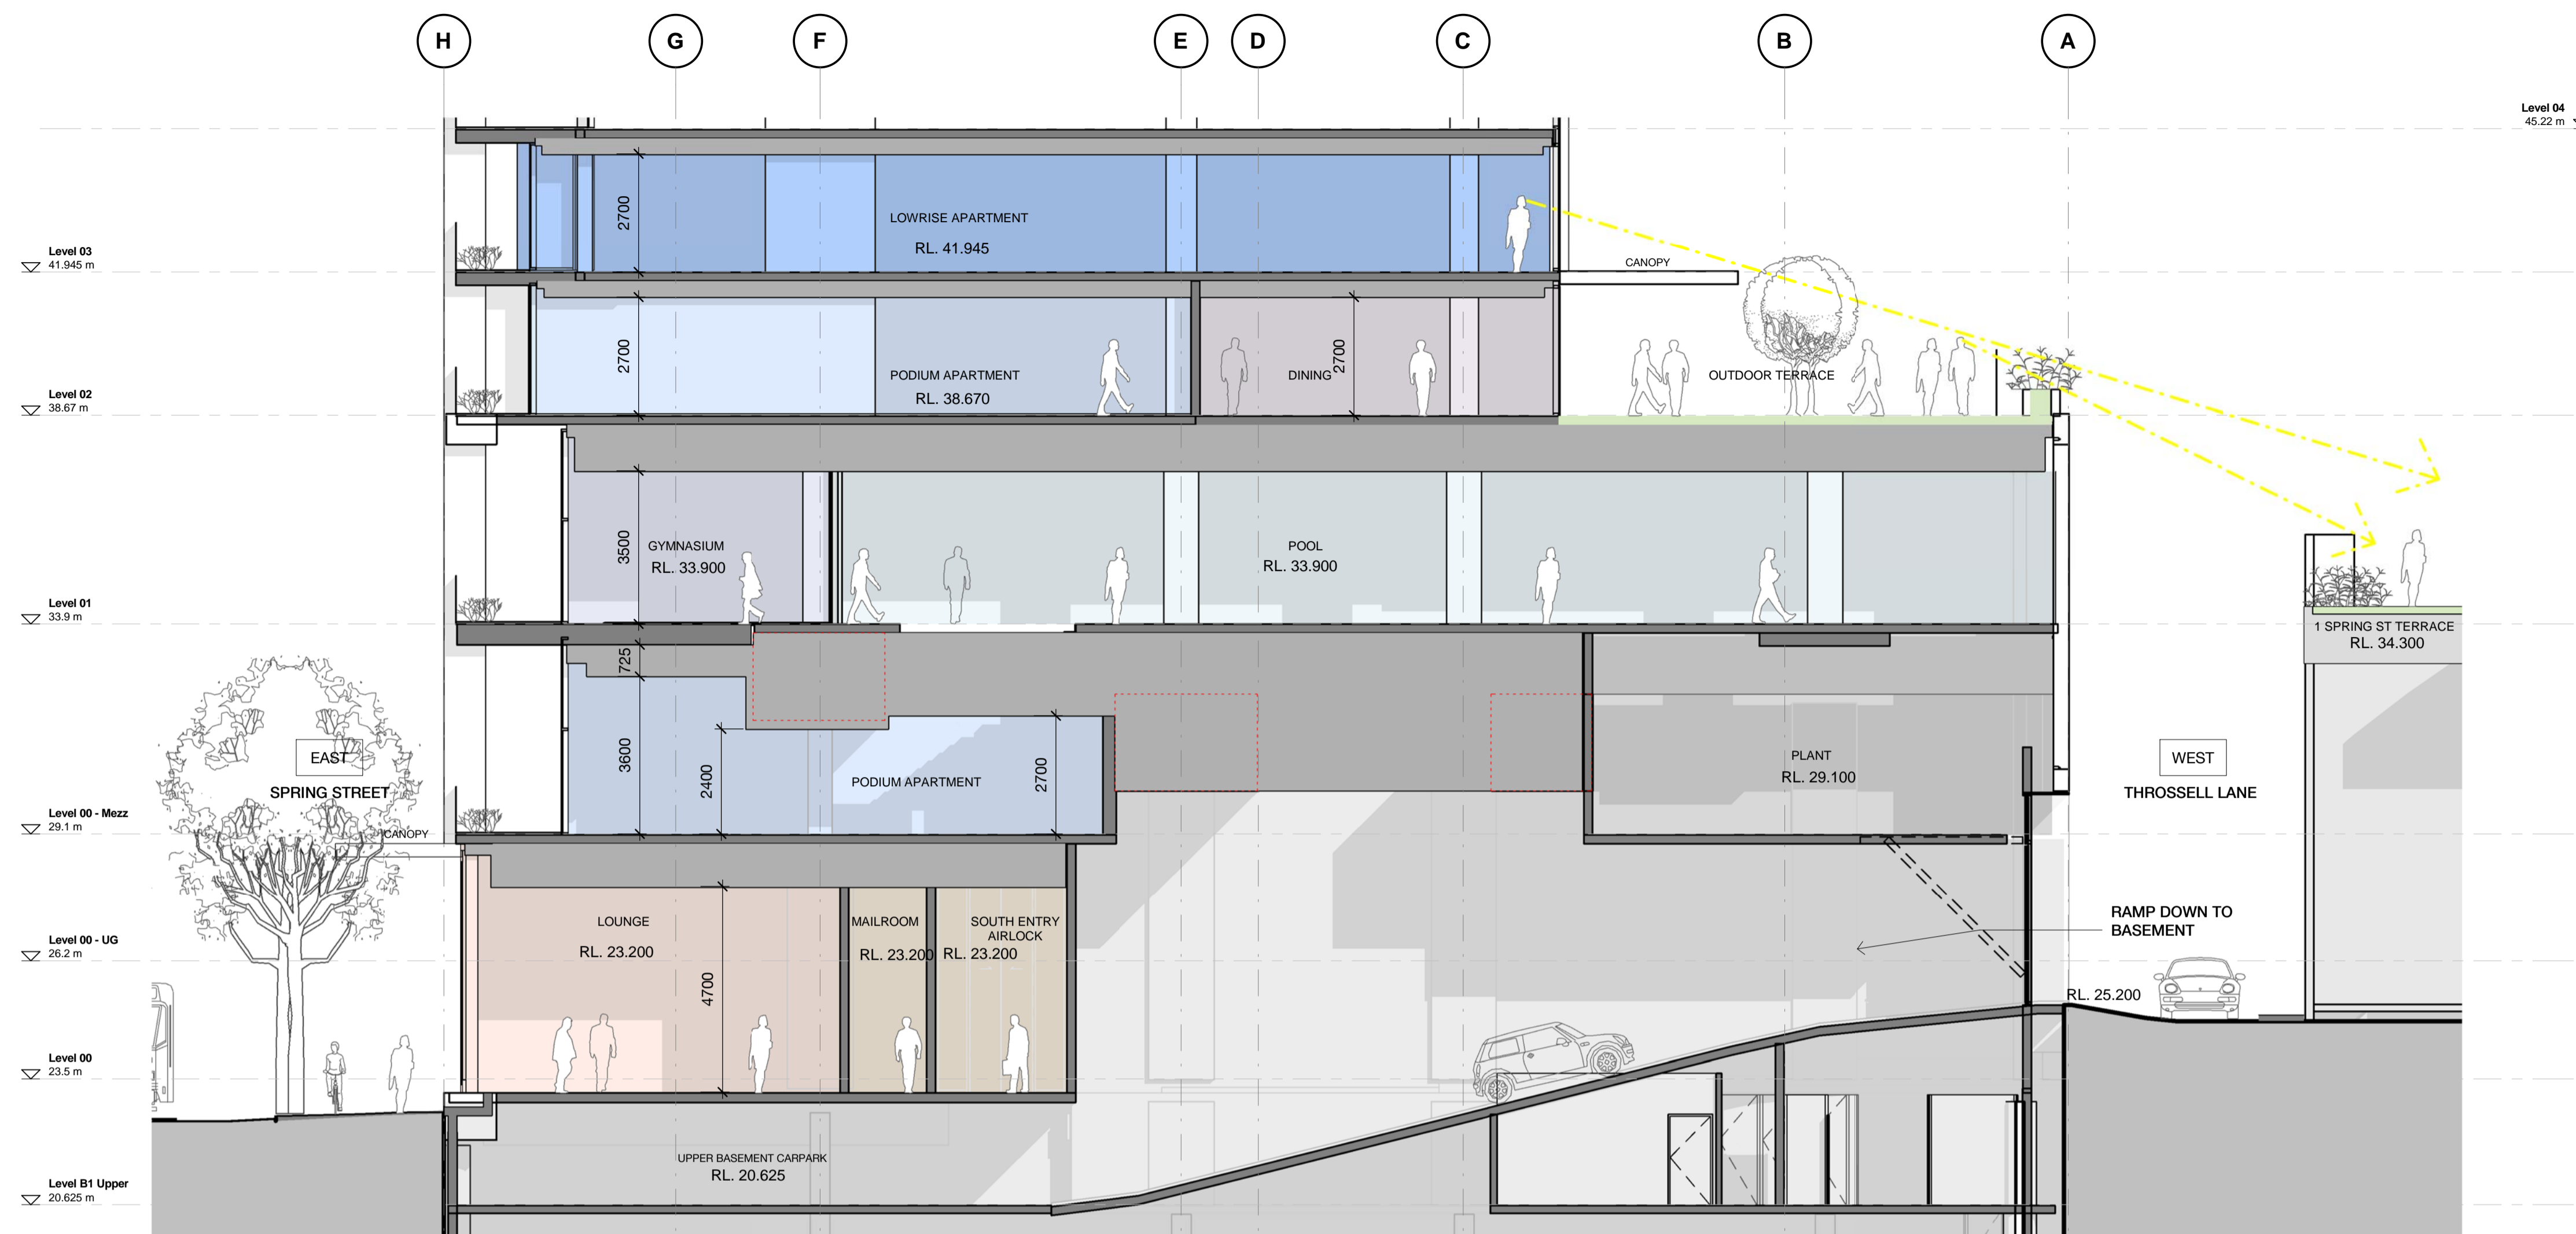 H
G
F
E
D
C
B
A
Level 04
45.22 m
2700
LOWRISE APARTMENT
RL. 41.945
Level 03
41.945 m
CANOPY
2700
PODIUM APARTMENT
RL. 38.670
DINING
2700
OUTDOOR TERRACE
Level 02
38.67 m
3500
GYMNASIUM
RL. 33.900
POOL
RL. 33.900
Level 01
33.9 m
1 SPRING ST TERRACE
RL. 34.300
725
3600
2400
PODIUM APARTMENT
2700
PLANT
RL. 29.100
EAST
SPRING STREET
WEST
THROSSELL LANE
Level 00 - Mezz
29.1 m
CANOPY
LOUNGE
RL. 23.200
MAILROOM
RL. 23.200
SOUTH ENTRY
AIRLOCK
RL. 23.200
4700
RAMP DOWN TO
BASEMENT
Level 00 - UG
26.2 m
RL. 25.200
Level 00
23.5 m
UPPER BASEMENT CARPARK
RL. 20.625
Level B1 Upper
20.625 m